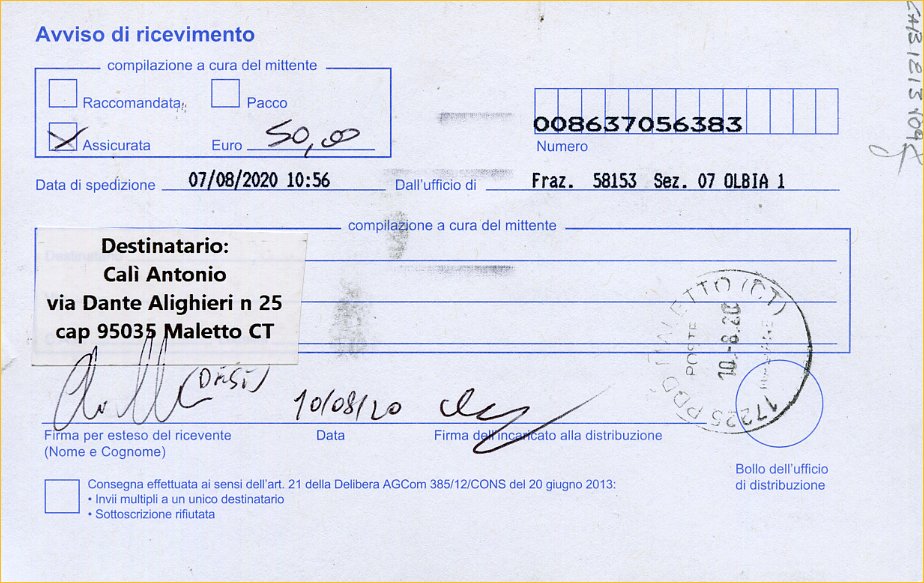 Avviso di ricevimento
compilazione a cura del mittente
Raccomandata Pacco
Assicurata Euro 50,00
008637056383
Numero
Data di spedizione 07/08/2020 10:56 Dall'ufficio di Fraz. 58153 Sez. 07 OLBIA 1
compilazione a cura del mittente
Destinatario:
Calì Antonio
via Dante Alighieri n 25
cap 95035 Maletto CT
MALETTO (CT)
POSTE
10.-8.20
(DEST)
10/08/20
Firma per esteso del ricevente Data Firma dell'incaricato alla distribuzione
(Nome e Cognome)
Bollo dell'ufficio
di distribuzione
Consegna effettuata ai sensi dell'art. 21 della Delibera AGCom 385/12/CONS del 20 giugno 2013:
• Invii multipli a un unico destinatario
• Sottoscrizione rifiutata